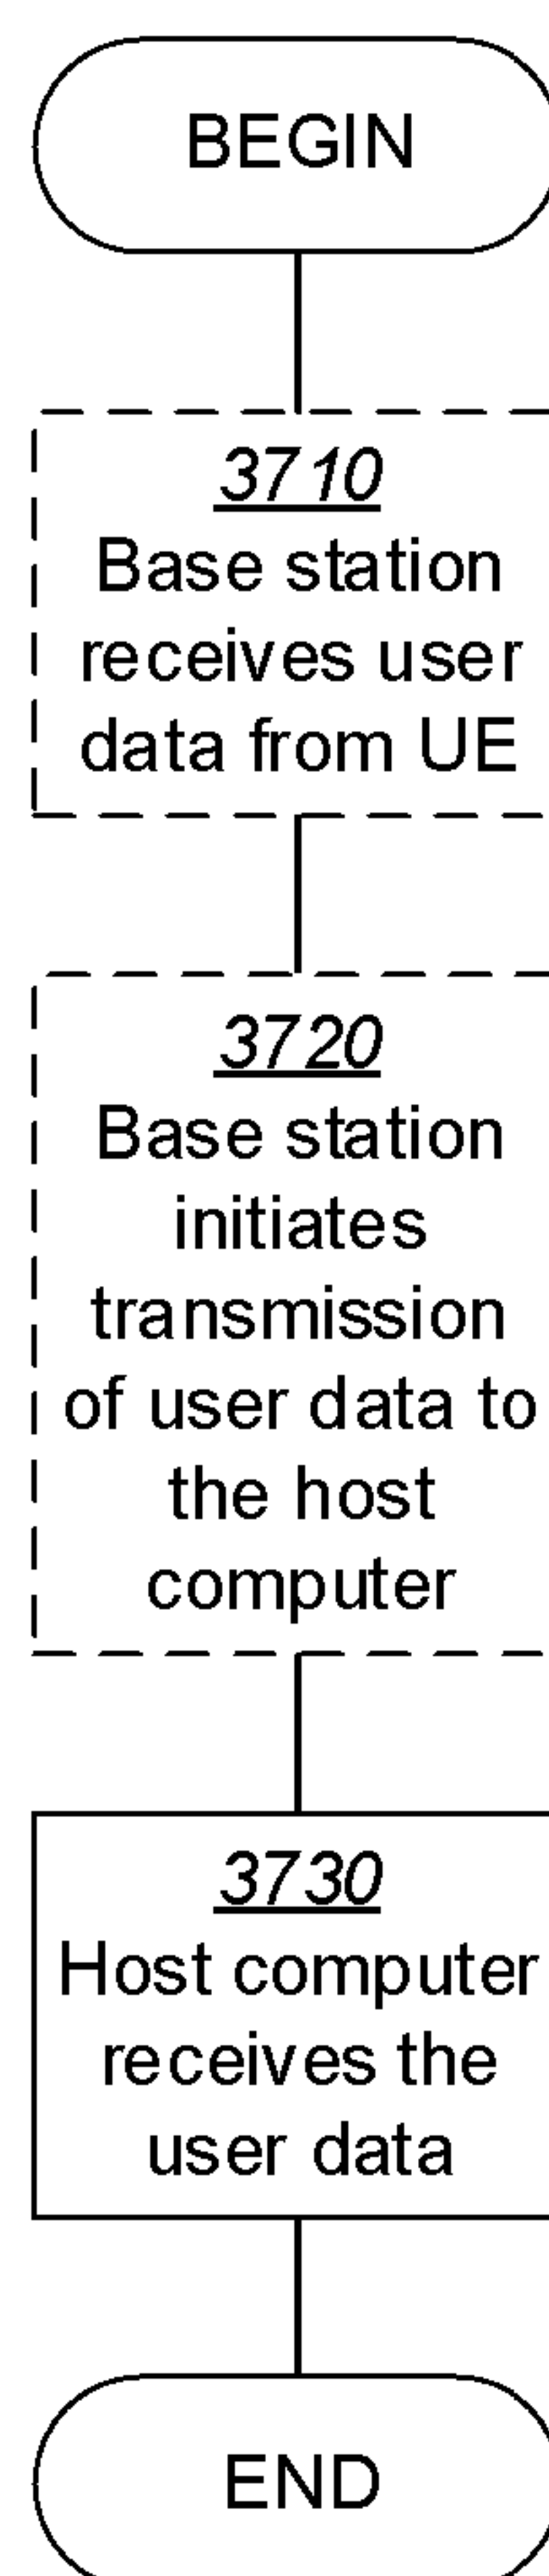 BEGIN
3710
Base station
receives user
data from UE
3720
Base station
initiates
transmission
of user data to
the host
computer
3730
Host computer
receives the
user data
END